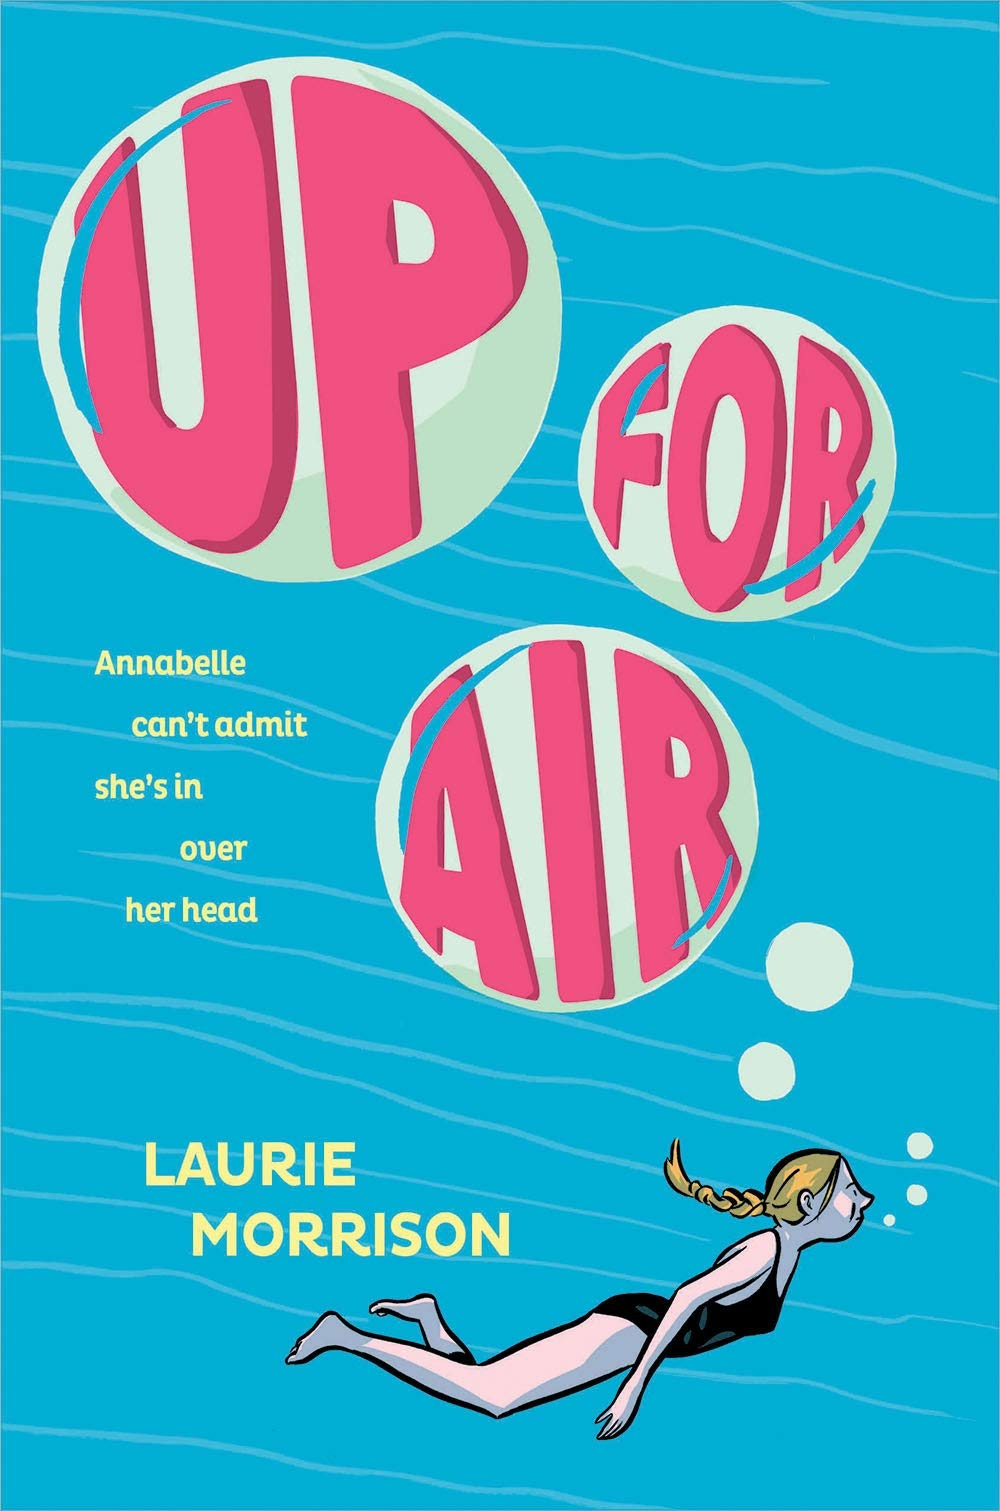 UP
FOR
AIR
Annabelle
can't admit
she's in
over
her head
LAURIE
MORRISON